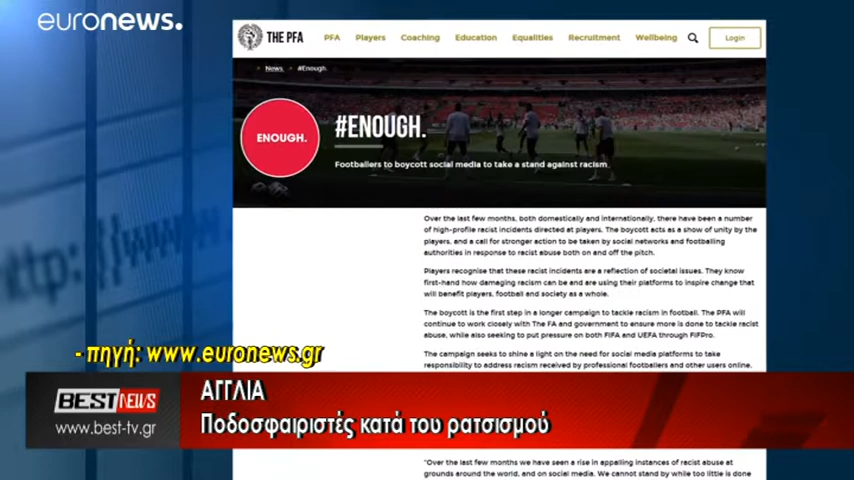 euronews.
THE PFA
PFA Players Coaching Education Equalities Recruitment Wellbeing Login
> News > #Enough.
ENOUGH.
#ENOUGH.
Footballers to boycott social media to take a stand against racism
Over the last few months, both domestically and internationally, there have been a number
of high-profile racist incidents directed at players. The boycott acts as a show of unity by the
players, and a call for stronger action to be taken by social networks and footballing
authorities in response to racist abuse both on and off the pitch.
Players recognise that these racist incidents are a reflection of societal issues. They know
first-hand how damaging racism can be and are using their platforms to inspire change that
will benefit players, football and society as a whole.
The boycott is the first step in a longer campaign to tackle racism in football. The PFA will
continue to work closely with The FA and government to ensure more is done to tackle racist
abuse, while also seeking to put pressure on both FIFA and UEFA through FIFPro.
The campaign seeks to shine a light on the need for social media platforms to take
responsibility to address racism received by professional footballers and other users online.
http://www.
- πηγή: www.euronews.gr
BEST NEWS
www.best-tv.gr
ΑΓΓΛΙΑ
Ποδοσφαιριστές κατά του ρατσισμού
"Over the last few months we have seen a rise in appalling instances of racist abuse at
grounds around the world, and on social media. We cannot stand by while too little is done